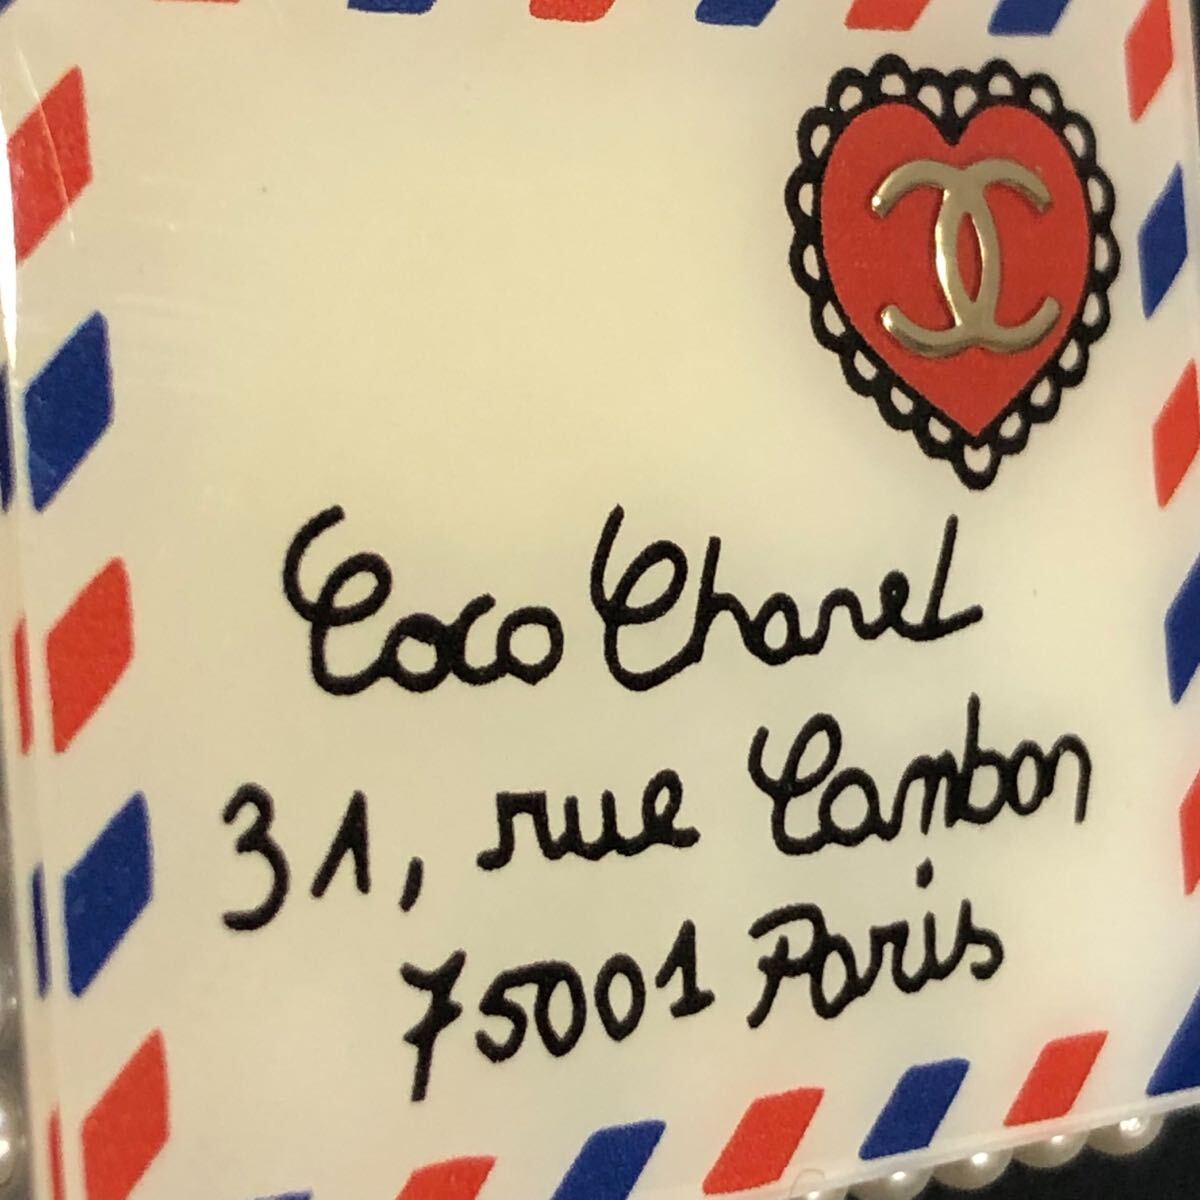 Coco Chanel
31, rue Cambon
75001 Paris